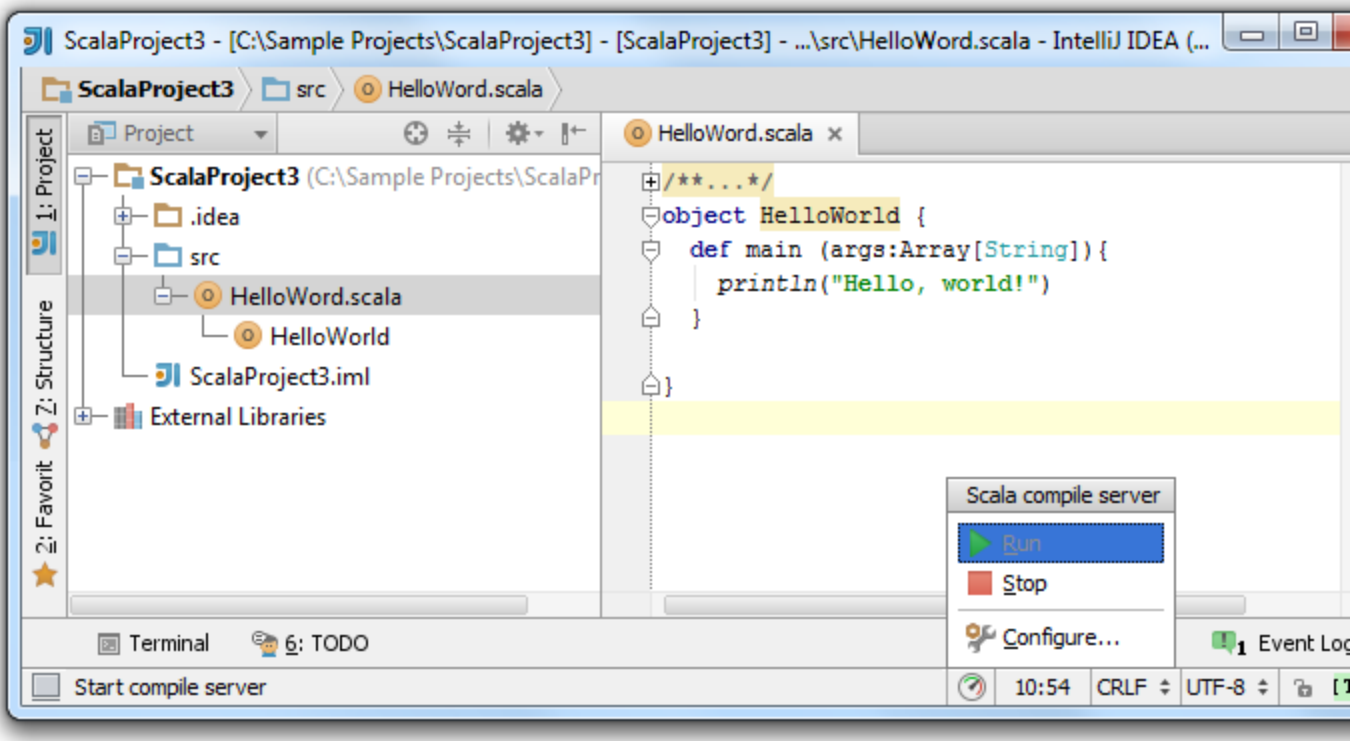 ScalaProject3 - [C:\Sample Projects\ScalaProject3] - [ScalaProject3] - ...\src\HelloWord.scala - IntelliJ IDEA (...
ScalaProject3 src HelloWord.scala
1: Project
Z: Structure
2: Favorit
Project
ScalaProject3 (C:\Sample Projects\ScalaPr
.idea
src
HelloWord.scala
HelloWorld
ScalaProject3.iml
External Libraries
HelloWord.scala
/**...*/
object HelloWorld {
def main (args:Array[String]){
println("Hello, world!")
}
}
Scala compile server
Run
Stop
Configure...
Terminal 6: TODO 1 Event Log
Start compile server 10:54 CRLF UTF-8 [T